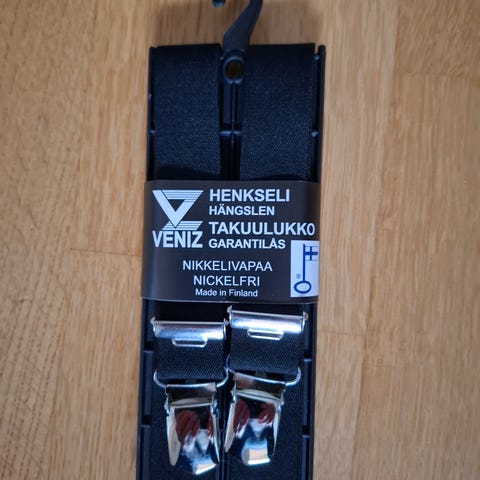 VENIZ
HENKSELI
HÄNGSLEN
TAKUULUKKO
GARANTILÅS
NIKKELIVAPAA
NICKELFRI
Made in Finland
®